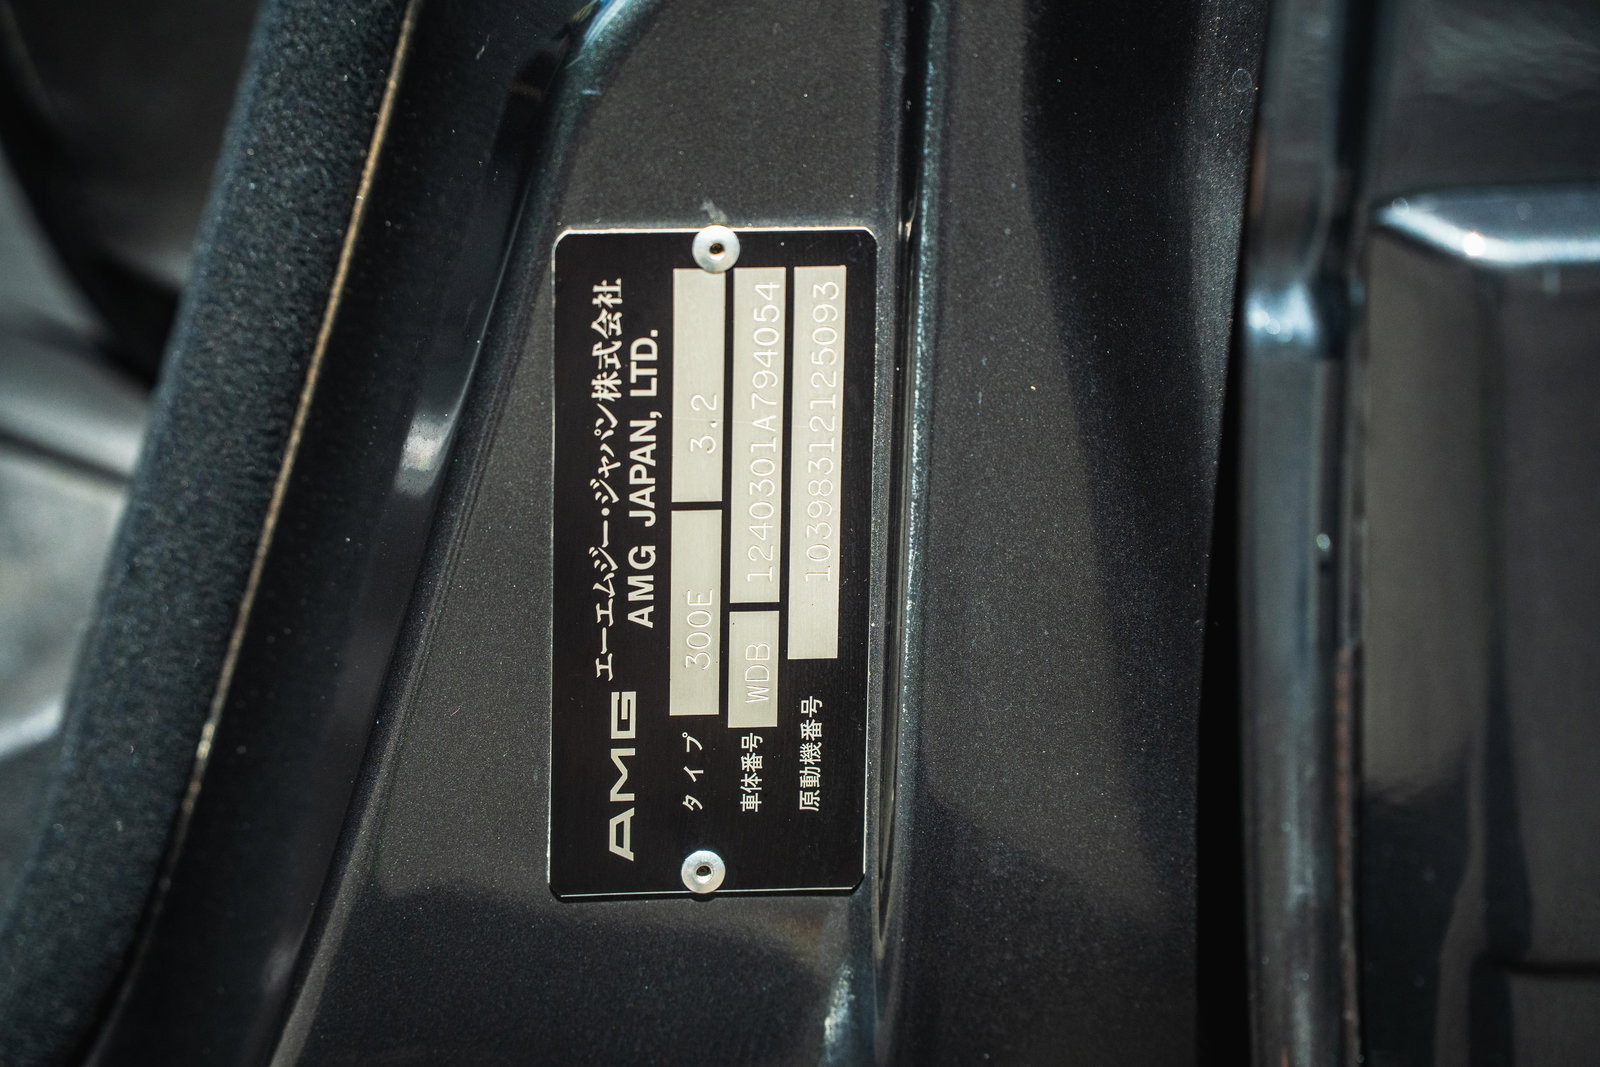 AMG エーエムジー・ジャパン株式会社
AMG JAPAN, LTD.
タイプ 300E 3.2
車体番号 WDB 1240301A794054
原動機番号 10398312125093